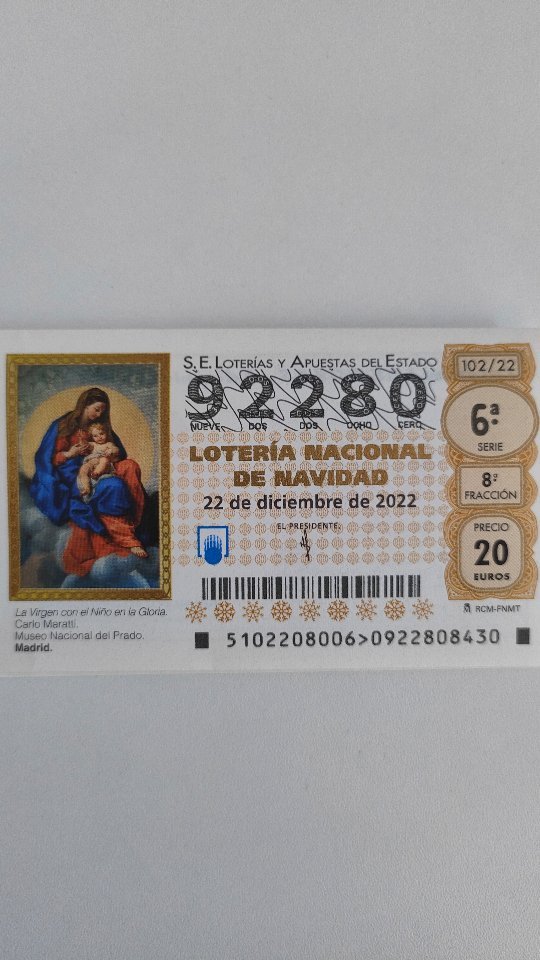 S.E. LOTERÍAS Y APUESTAS DEL ESTADO
92280
NUEVE DOS DOS OCHO CERO
LOTERÍA NACIONAL
DE NAVIDAD
22 de diciembre de 2022
EL PRESIDENTE,
5102208006>0922808430
102/22
6ª
SERIE
8ª
FRACCIÓN
PRECIO
20
EUROS
RCM-FNMT
La Virgen con el Niño en la Gloria.
Carlo Maratti.
Museo Nacional del Prado.
Madrid.